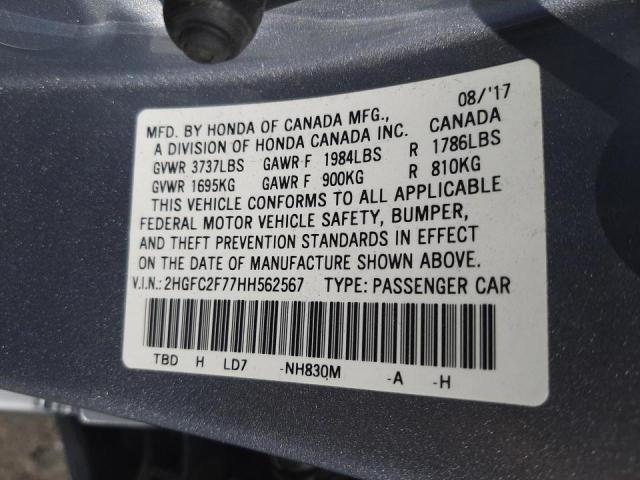 08/'17
MFD. BY HONDA OF CANADA MFG.,
A DIVISION OF HONDA CANADA INC. CANADA
GVWR 3737LBS GAWR F 1984LBS R 1786LBS
GVWR 1695KG GAWR F 900KG R 810KG
THIS VEHICLE CONFORMS TO ALL APPLICABLE
FEDERAL MOTOR VEHICLE SAFETY, BUMPER,
AND THEFT PREVENTION STANDARDS IN EFFECT
ON THE DATE OF MANUFACTURE SHOWN ABOVE.
V.I.N.: 2HGFC2F77HH562567 TYPE: PASSENGER CAR
TBD H LD7 -NH830M -A -H